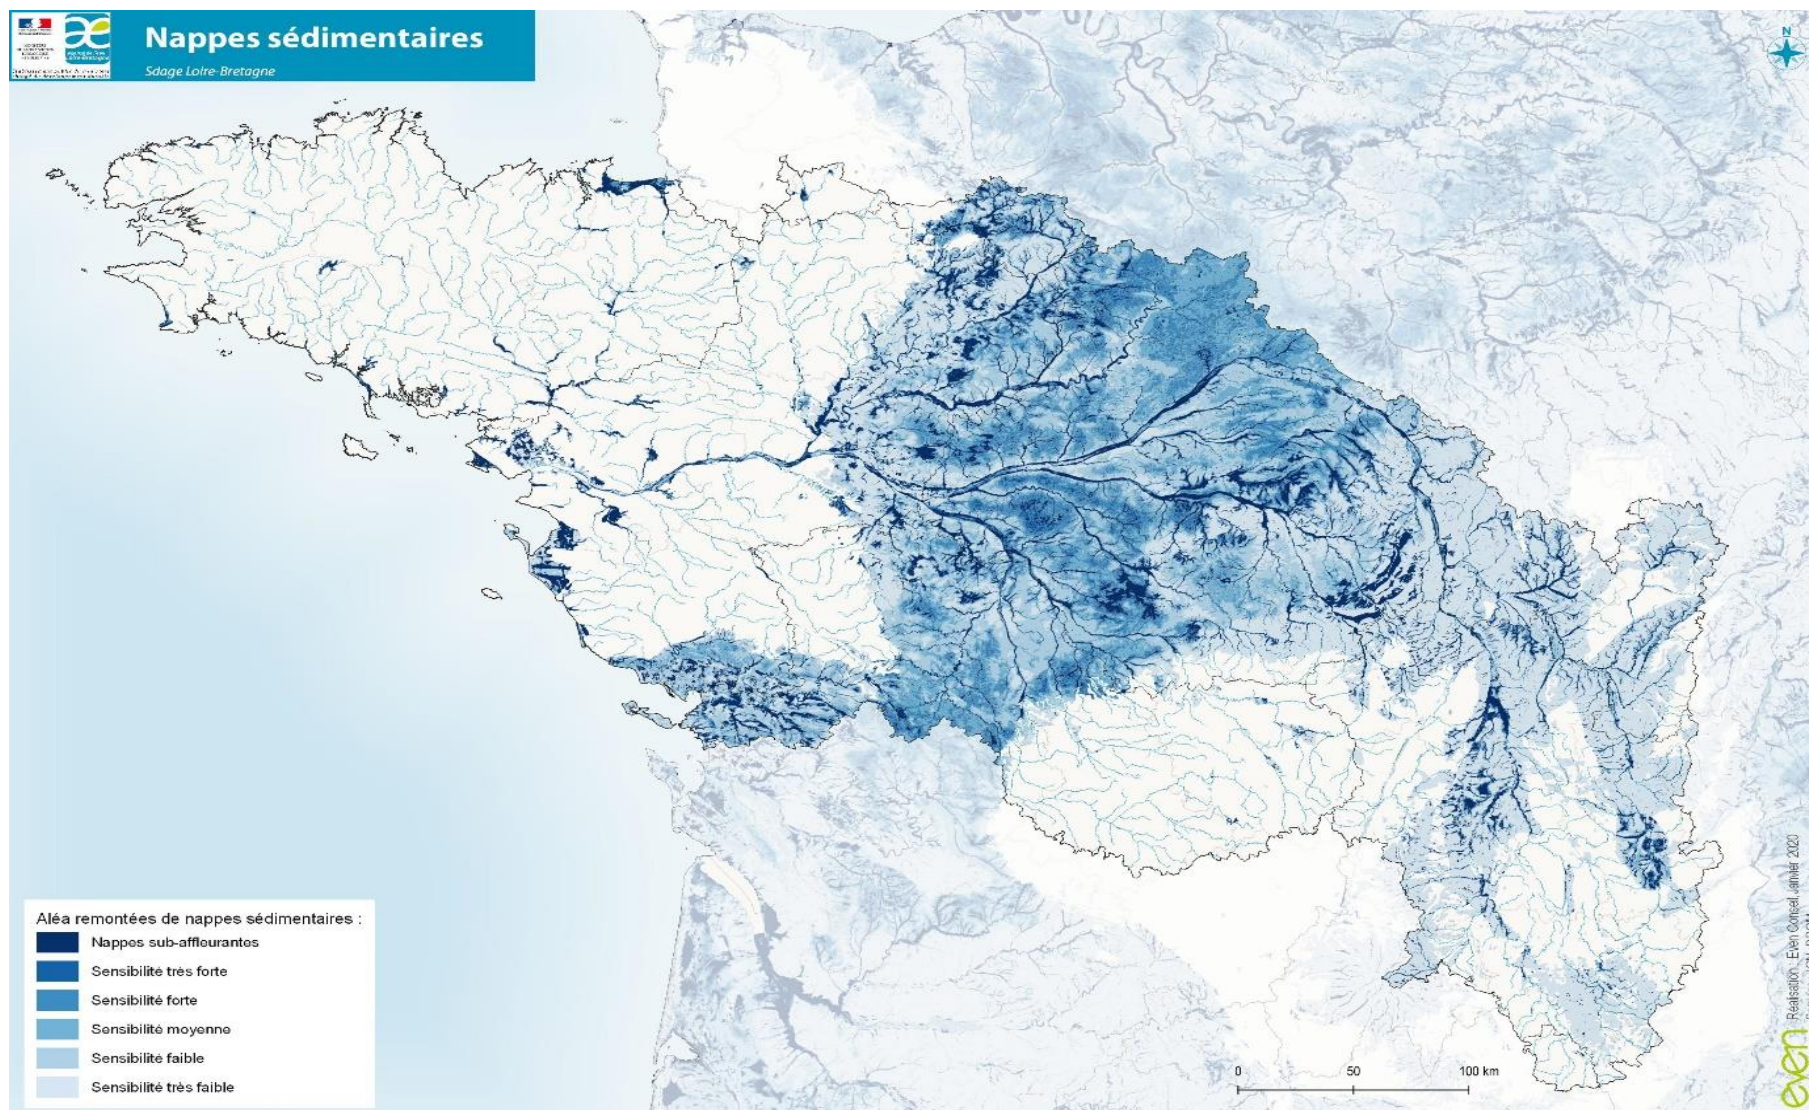 Nappes sédimentaires
Sdage Loire-Bretagne
N
Aléa remontées de nappes sédimentaires :
Nappes sub-affleurantes
Sensibilité très forte
Sensibilité forte
Sensibilité moyenne
Sensibilité faible
Sensibilité très faible
0 50 100 km
Réalisation : Even Conseil, Janvier 2020
even